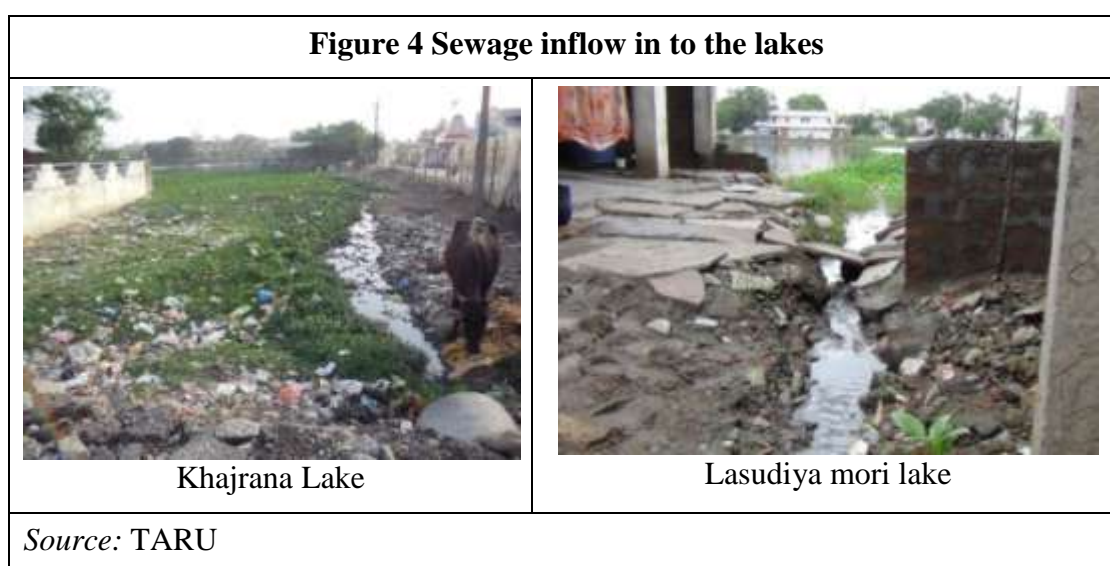 Figure 4 Sewage inflow in to the lakes
Khajrana Lake
Lasudiya mori lake
Source: TARU